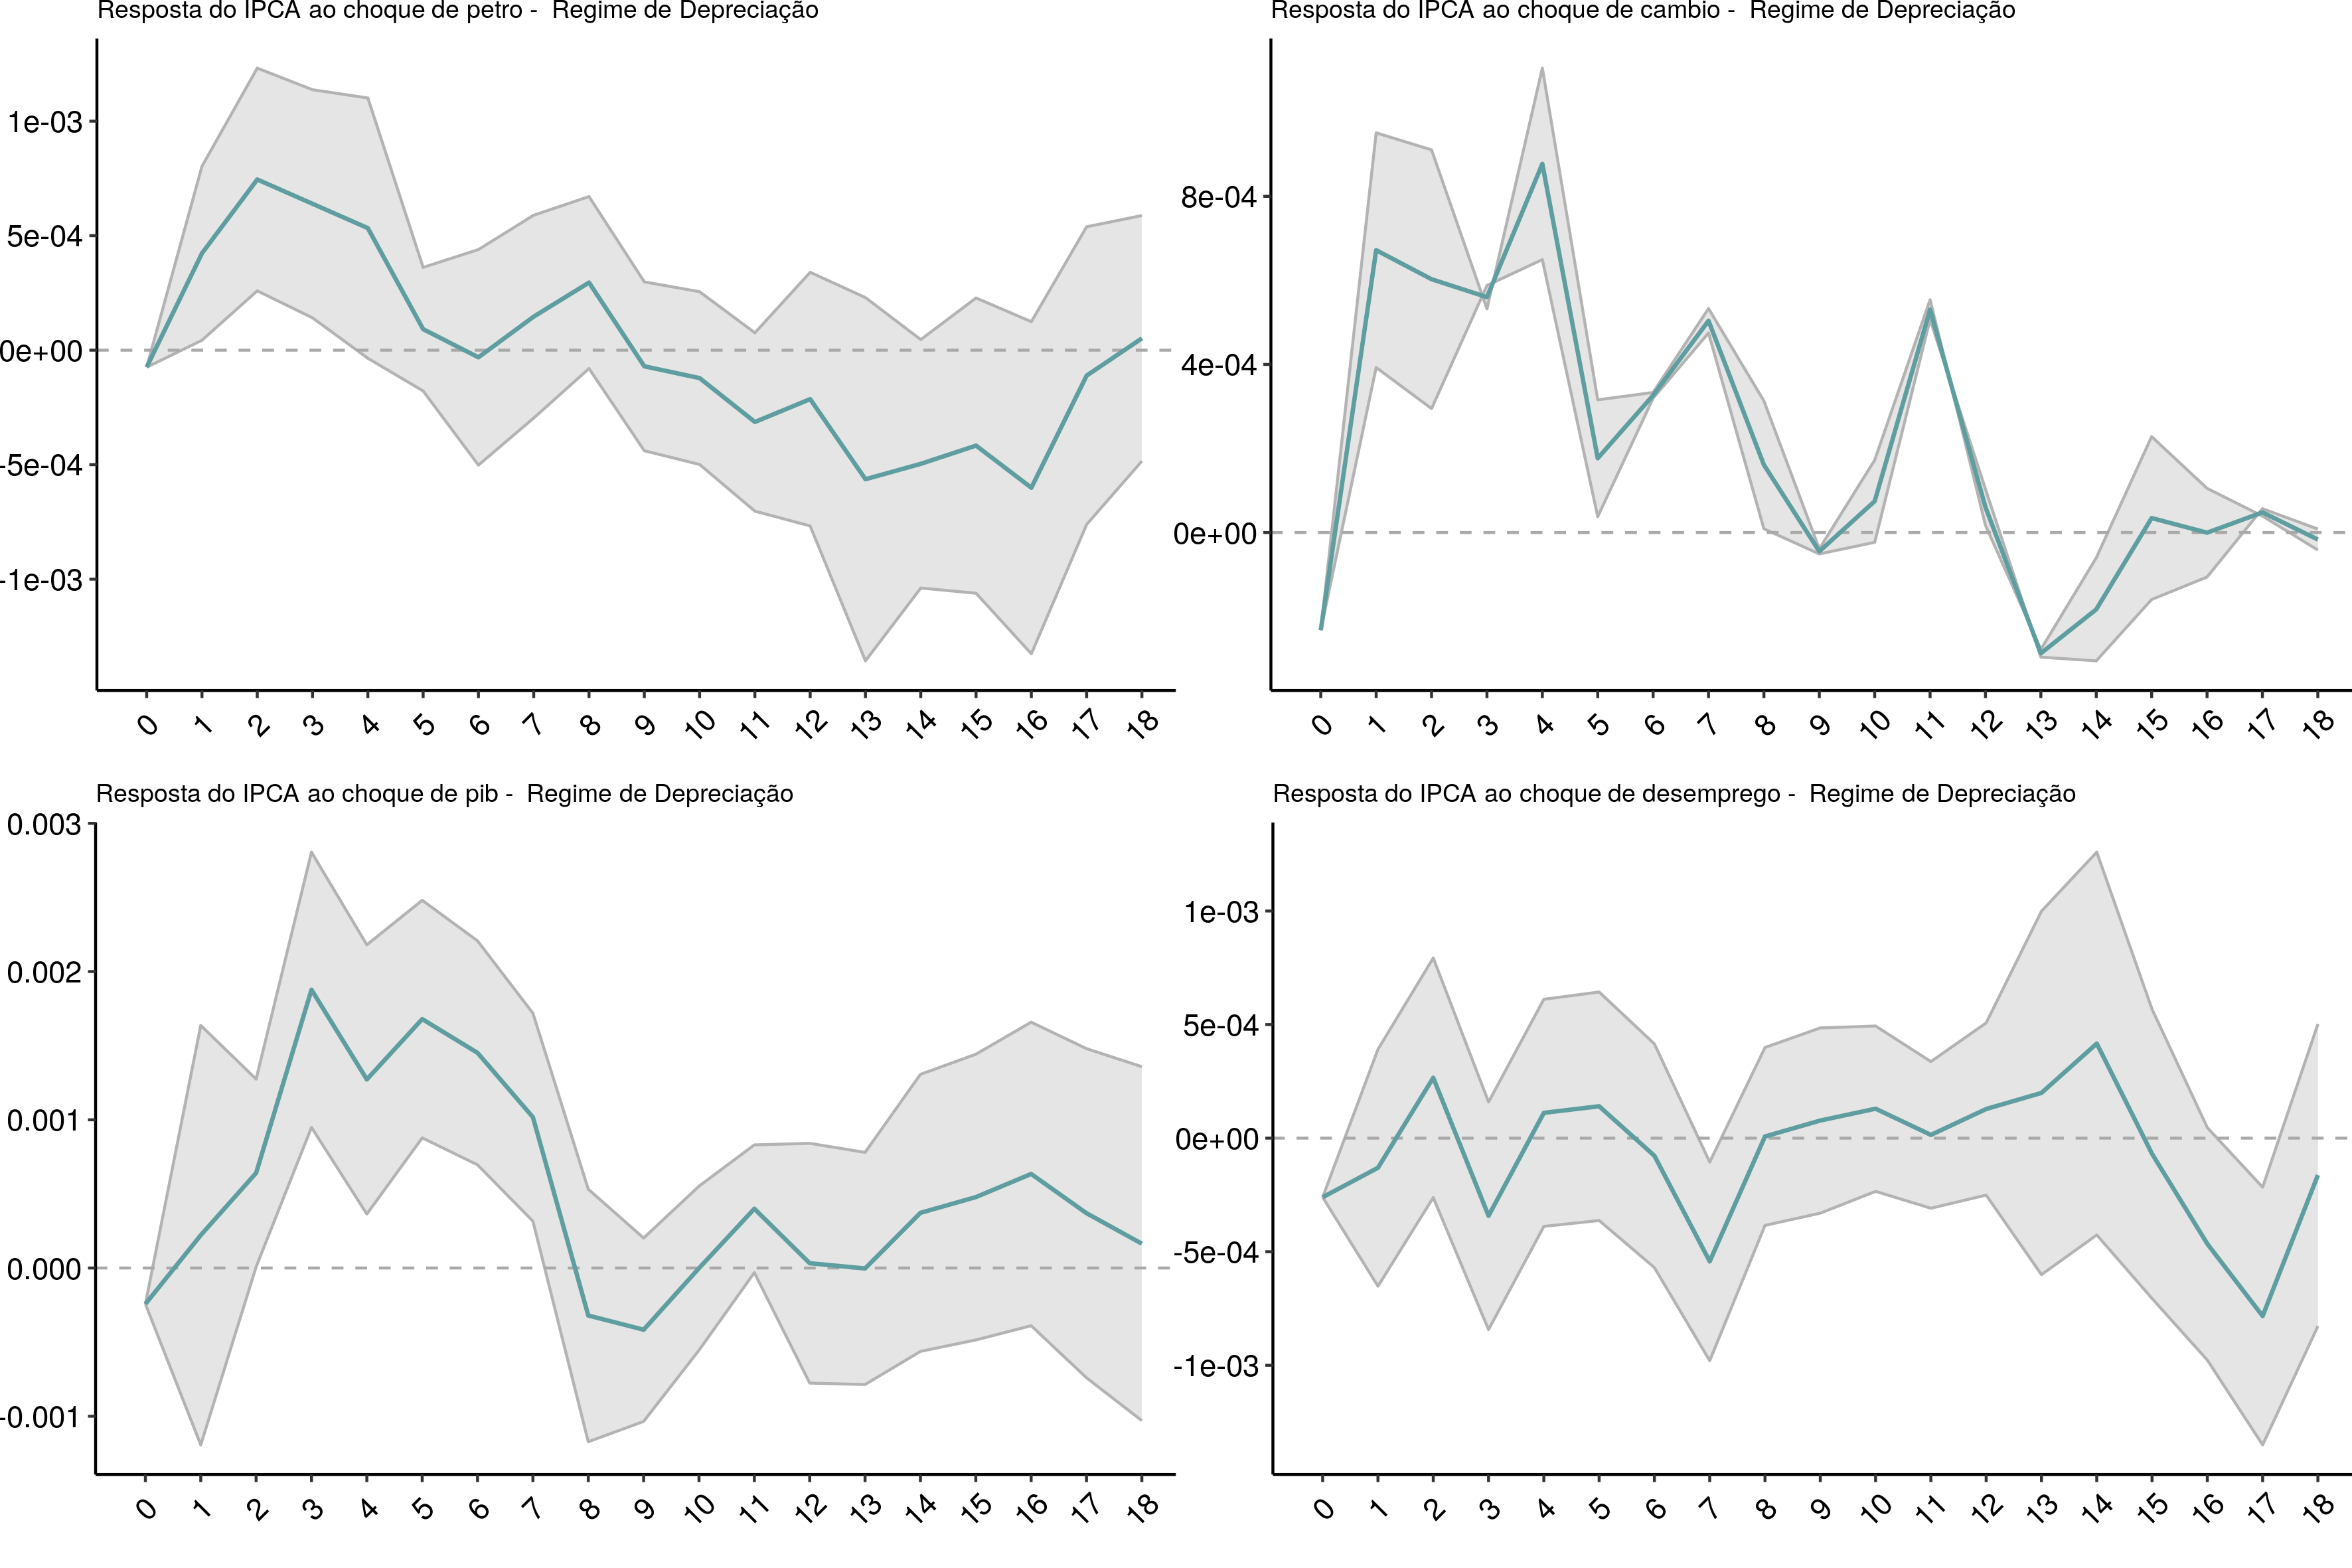 Resposta do IPCA ao choque de petro -  Regime de Depreciação
1e-03
5e-04
0e+00
-5e-04
-1e-03
0 1 2 3 4 5 6 7 8 9 10 11 12 13 14 15 16 17 18
Resposta do IPCA ao choque de cambio -  Regime de Depreciação
8e-04
4e-04
0e+00
0 1 2 3 4 5 6 7 8 9 10 11 12 13 14 15 16 17 18
Resposta do IPCA ao choque de pib -  Regime de Depreciação
0.003
0.002
0.001
0.000
-0.001
0 1 2 3 4 5 6 7 8 9 10 11 12 13 14 15 16 17 18
Resposta do IPCA ao choque de desemprego -  Regime de Depreciação
1e-03
5e-04
0e+00
-5e-04
-1e-03
0 1 2 3 4 5 6 7 8 9 10 11 12 13 14 15 16 17 18